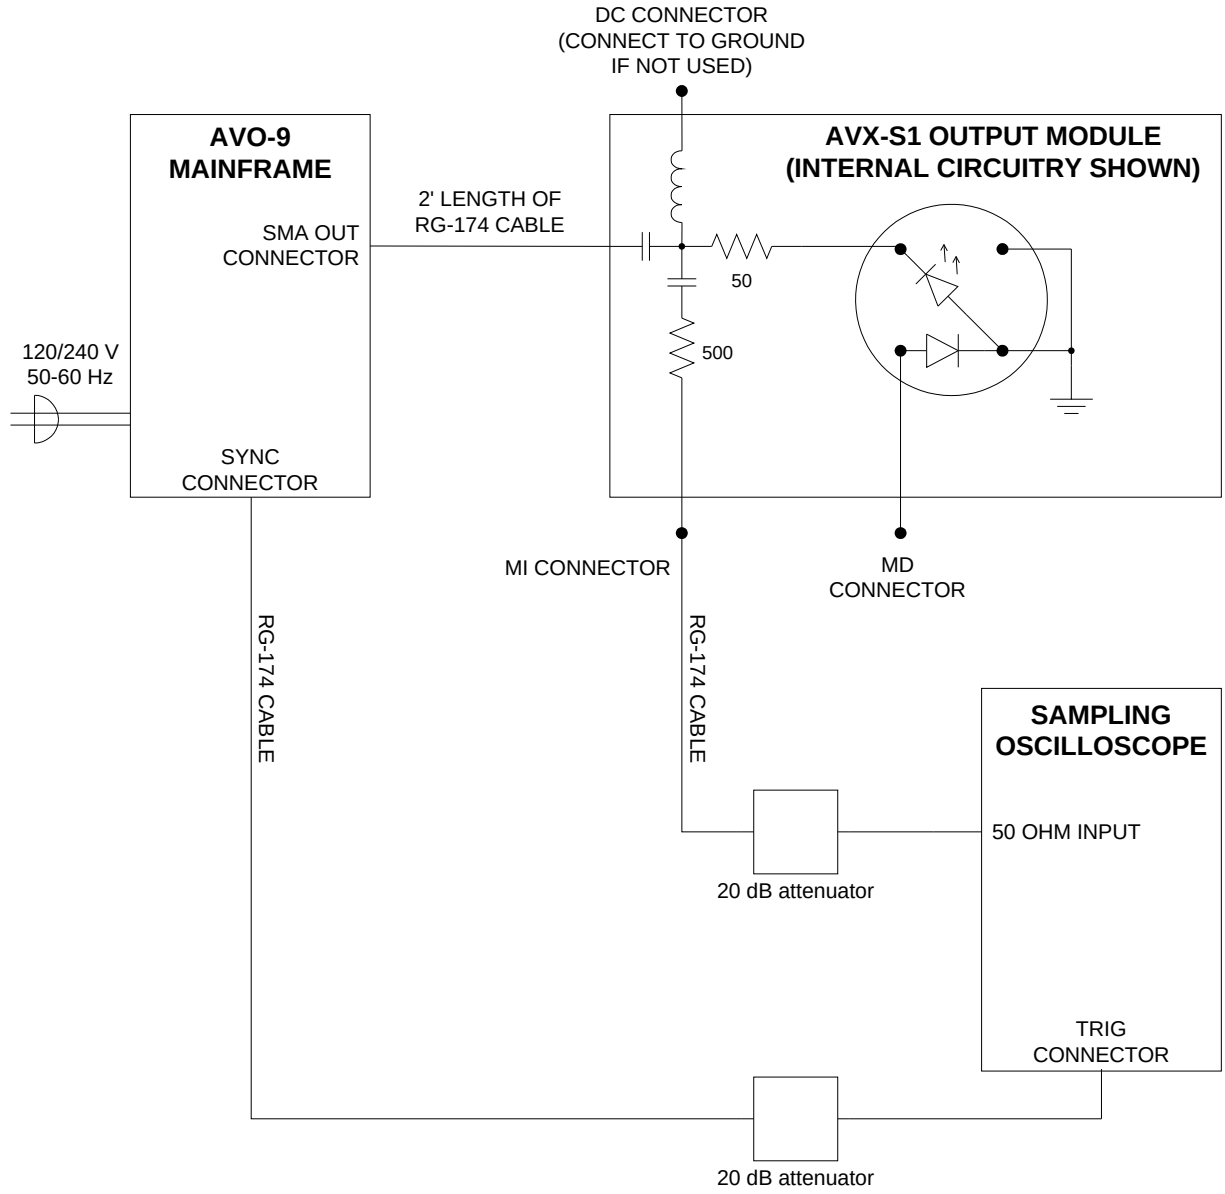 DC CONNECTOR
(CONNECT TO GROUND
IF NOT USED)
AVO-9
MAINFRAME
AVX-S1 OUTPUT MODULE
(INTERNAL CIRCUITRY SHOWN)
2' LENGTH OF
RG-174 CABLE
SMA OUT
CONNECTOR
50
500
120/240 V
50-60 Hz
SYNC
CONNECTOR
MI CONNECTOR
MD
CONNECTOR
RG-174 CABLE
RG-174 CABLE
SAMPLING
OSCILLOSCOPE
50 OHM INPUT
20 dB attenuator
TRIG
CONNECTOR
20 dB attenuator